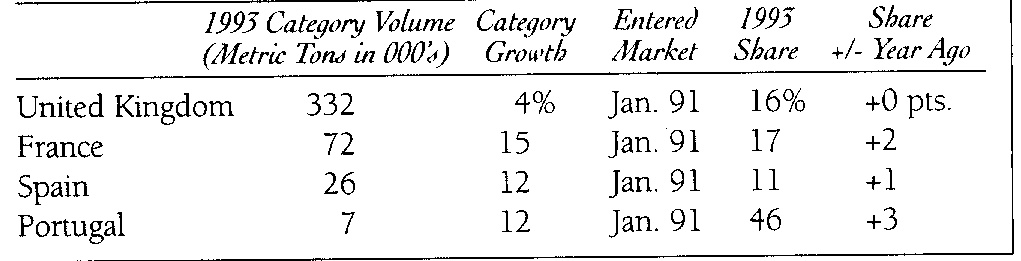 1993 Category Volume Category Entered 1993 Share
(Metric Tons in 000's) Growth Market Share +/- Year Ago
United Kingdom 332 4% Jan. 91 16% +0 pts.
France 72 15 Jan. 91 17 +2
Spain 26 12 Jan. 91 11 +1
Portugal 7 12 Jan. 91 46 +3